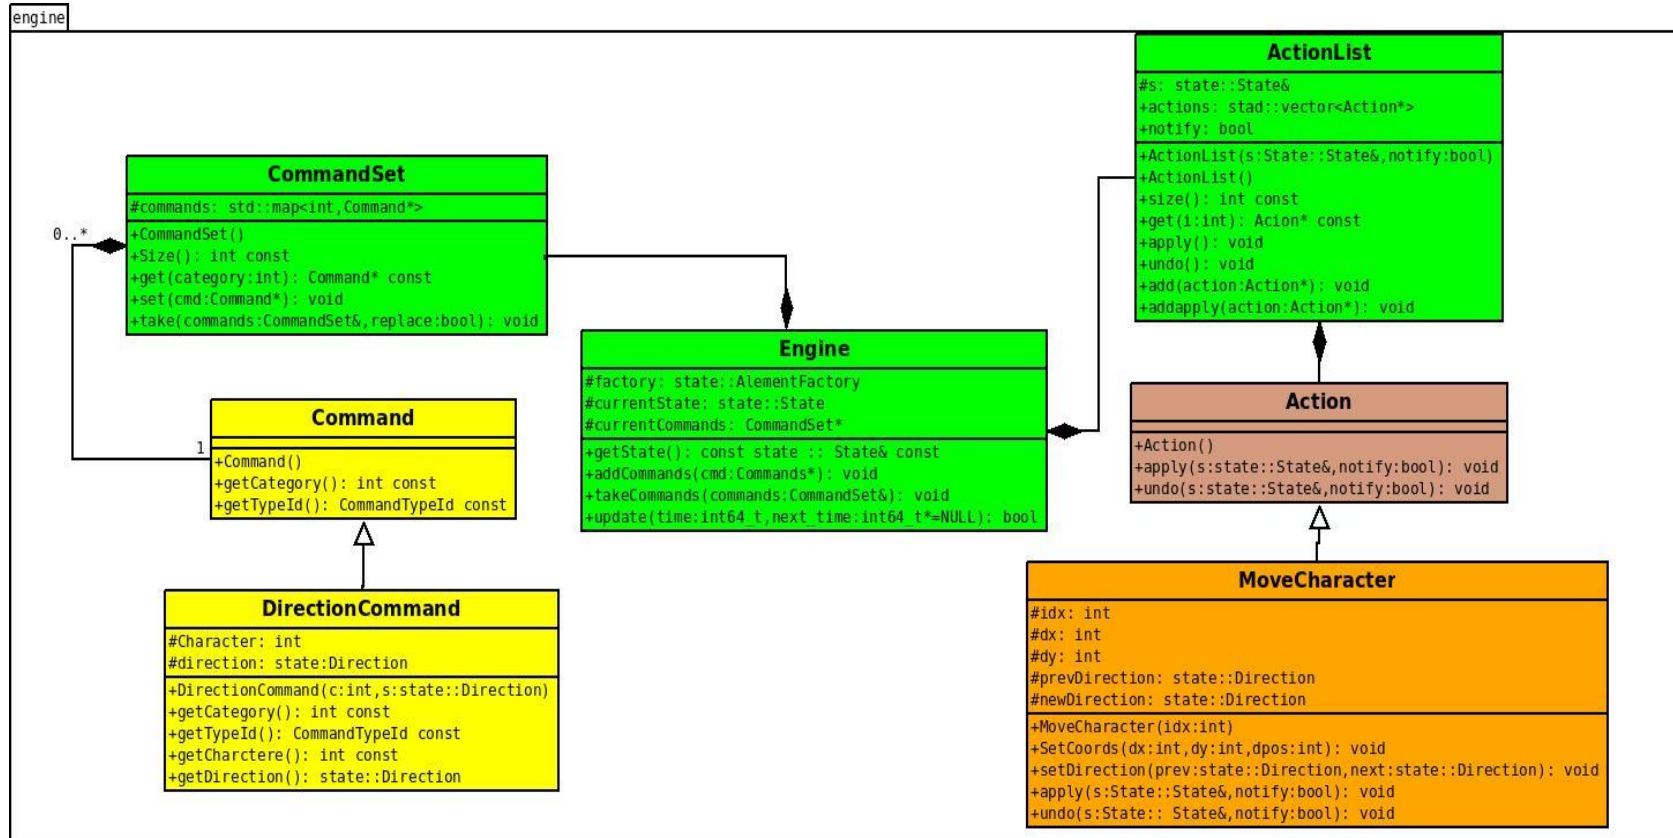 engine
ActionList
#s: state::State&
+actions: stad::vector<Action*>
+notify: bool
+ActionList(s:State::State&,notify:bool)
+ActionList()
+size(): int const
+get(i:int): Acion* const
+apply(): void
+undo(): void
+add(action:Action*): void
+addapply(action:Action*): void
CommandSet
#commands: std::map<int,Command*>
+CommandSet()
+Size(): int const
+get(category:int): Command* const
+set(cmd:Command*): void
+take(commands:CommandSet&,replace:bool): void
0..*
1
Engine
#factory: state::AlementFactory
#currentState: state::State
#currentCommands: CommandSet*
+getState(): const state :: State& const
+addCommands(cmd:Commands*): void
+takeCommands(commands:CommandSet&): void
+update(time:int64_t,next_time:int64_t*=NULL): bool
Command
+Command()
+getCategory(): int const
+getTypeId(): CommandTypeId const
Action
+Action()
+apply(s:state::State&,notify:bool): void
+undo(s:state::State&,notify:bool): void
DirectionCommand
#Character: int
#direction: state:Direction
+DirectionCommand(c:int,s:state::Direction)
+getCategory(): int const
+getTypeId(): CommandTypeId const
+getCharctere(): int const
+getDirection(): state::Direction
MoveCharacter
#idx: int
#dx: int
#dy: int
#prevDirection: state::Direction
#newDirection: state::Direction
+MoveCharacter(idx:int)
+SetCoords(dx:int,dy:int,dpos:int): void
+setDirection(prev:state::Direction,next:state::Direction): void
+apply(s:State::State&,notify:bool): void
+undo(s:State:: State&,notify:bool): void